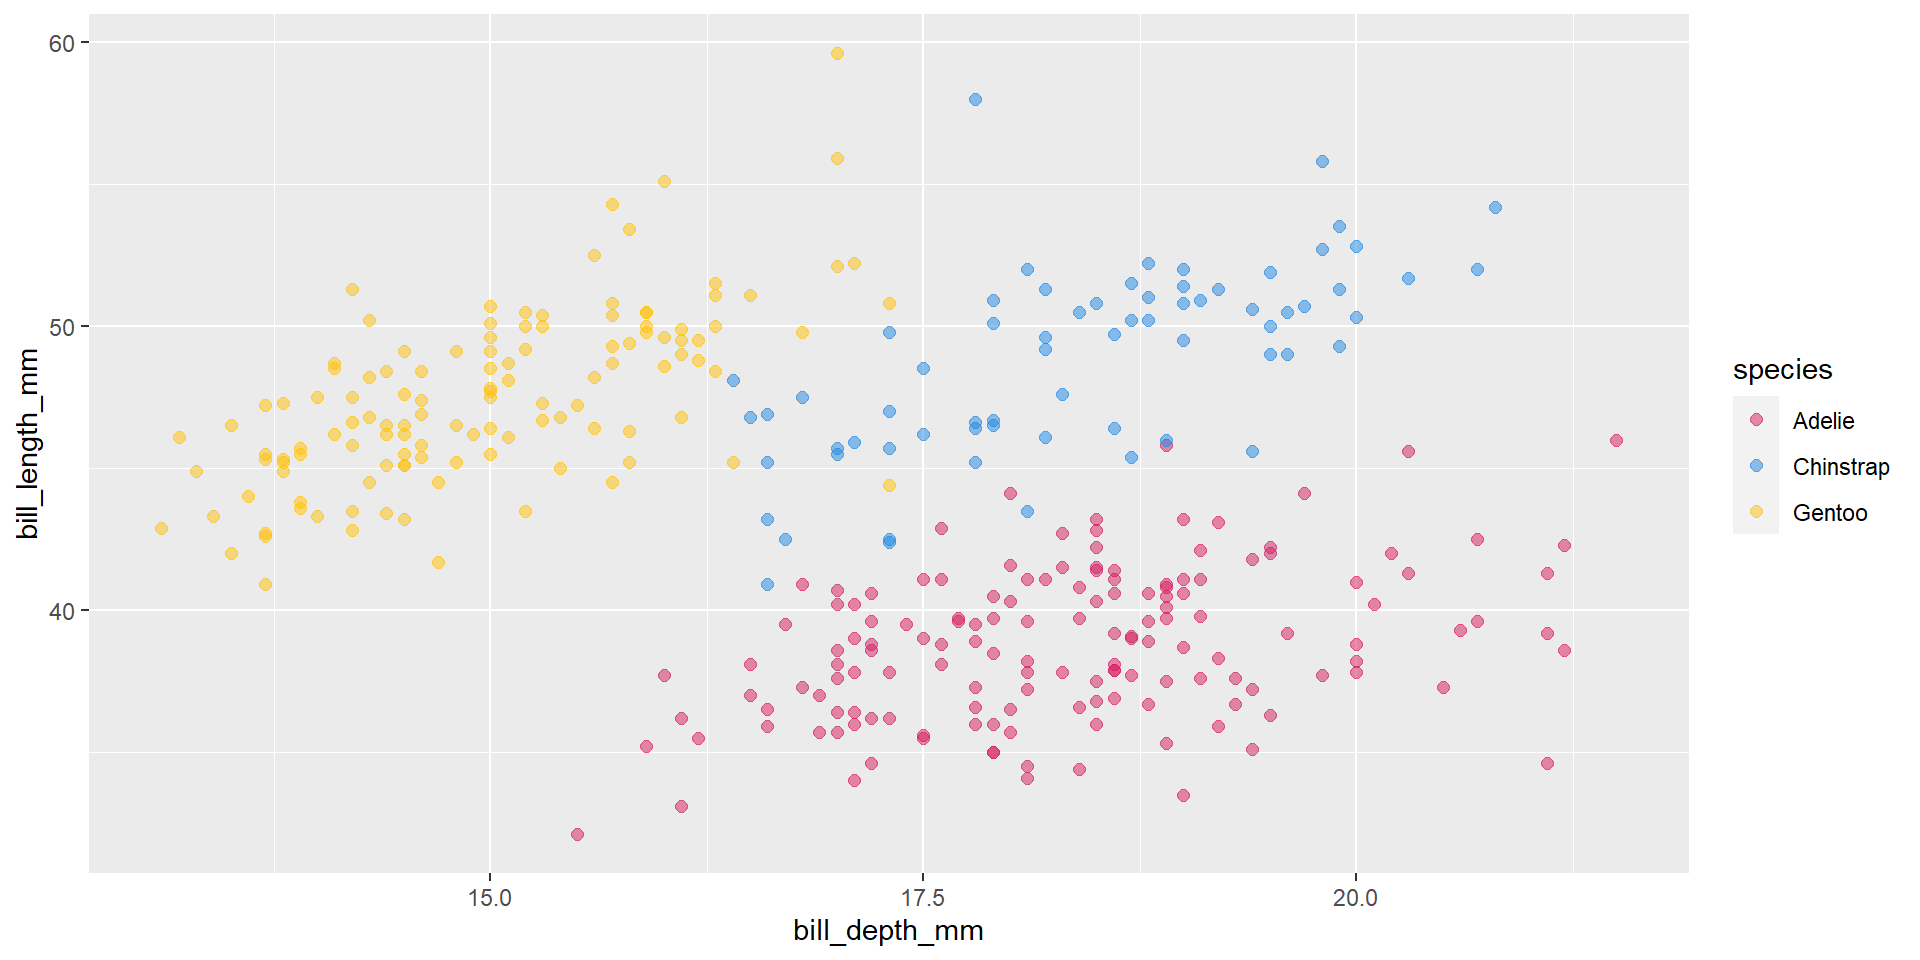 60
50
40
bill_length_mm
15.0
17.5
20.0
bill_depth_mm
species
Adelie
Chinstrap
Gentoo